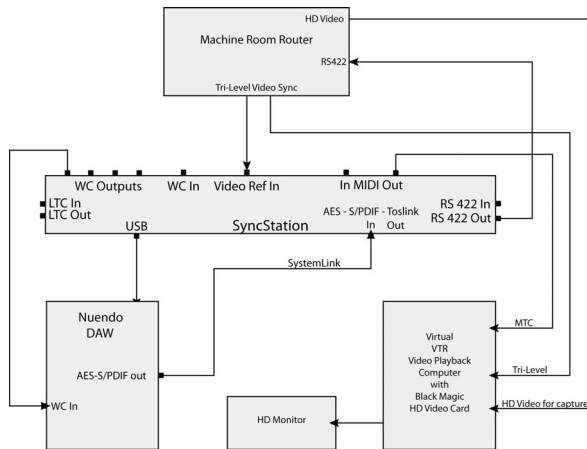 HD Video
Machine Room Router
RS422
Tri-Level Video Sync
WC Outputs
WC In
Video Ref In
In MIDI Out
LTC In
LTC Out
RS 422 In
RS 422 Out
AES - S/PDIF - Toslink
In
Out
USB
SyncStation
SystemLink
Nuendo
DAW
AES-S/PDIF out
WC In
HD Monitor
Virtual
VTR
Video Playback
Computer
with
Black Magic
HD Video Card
MTC
Tri-Level
HD Video for capture